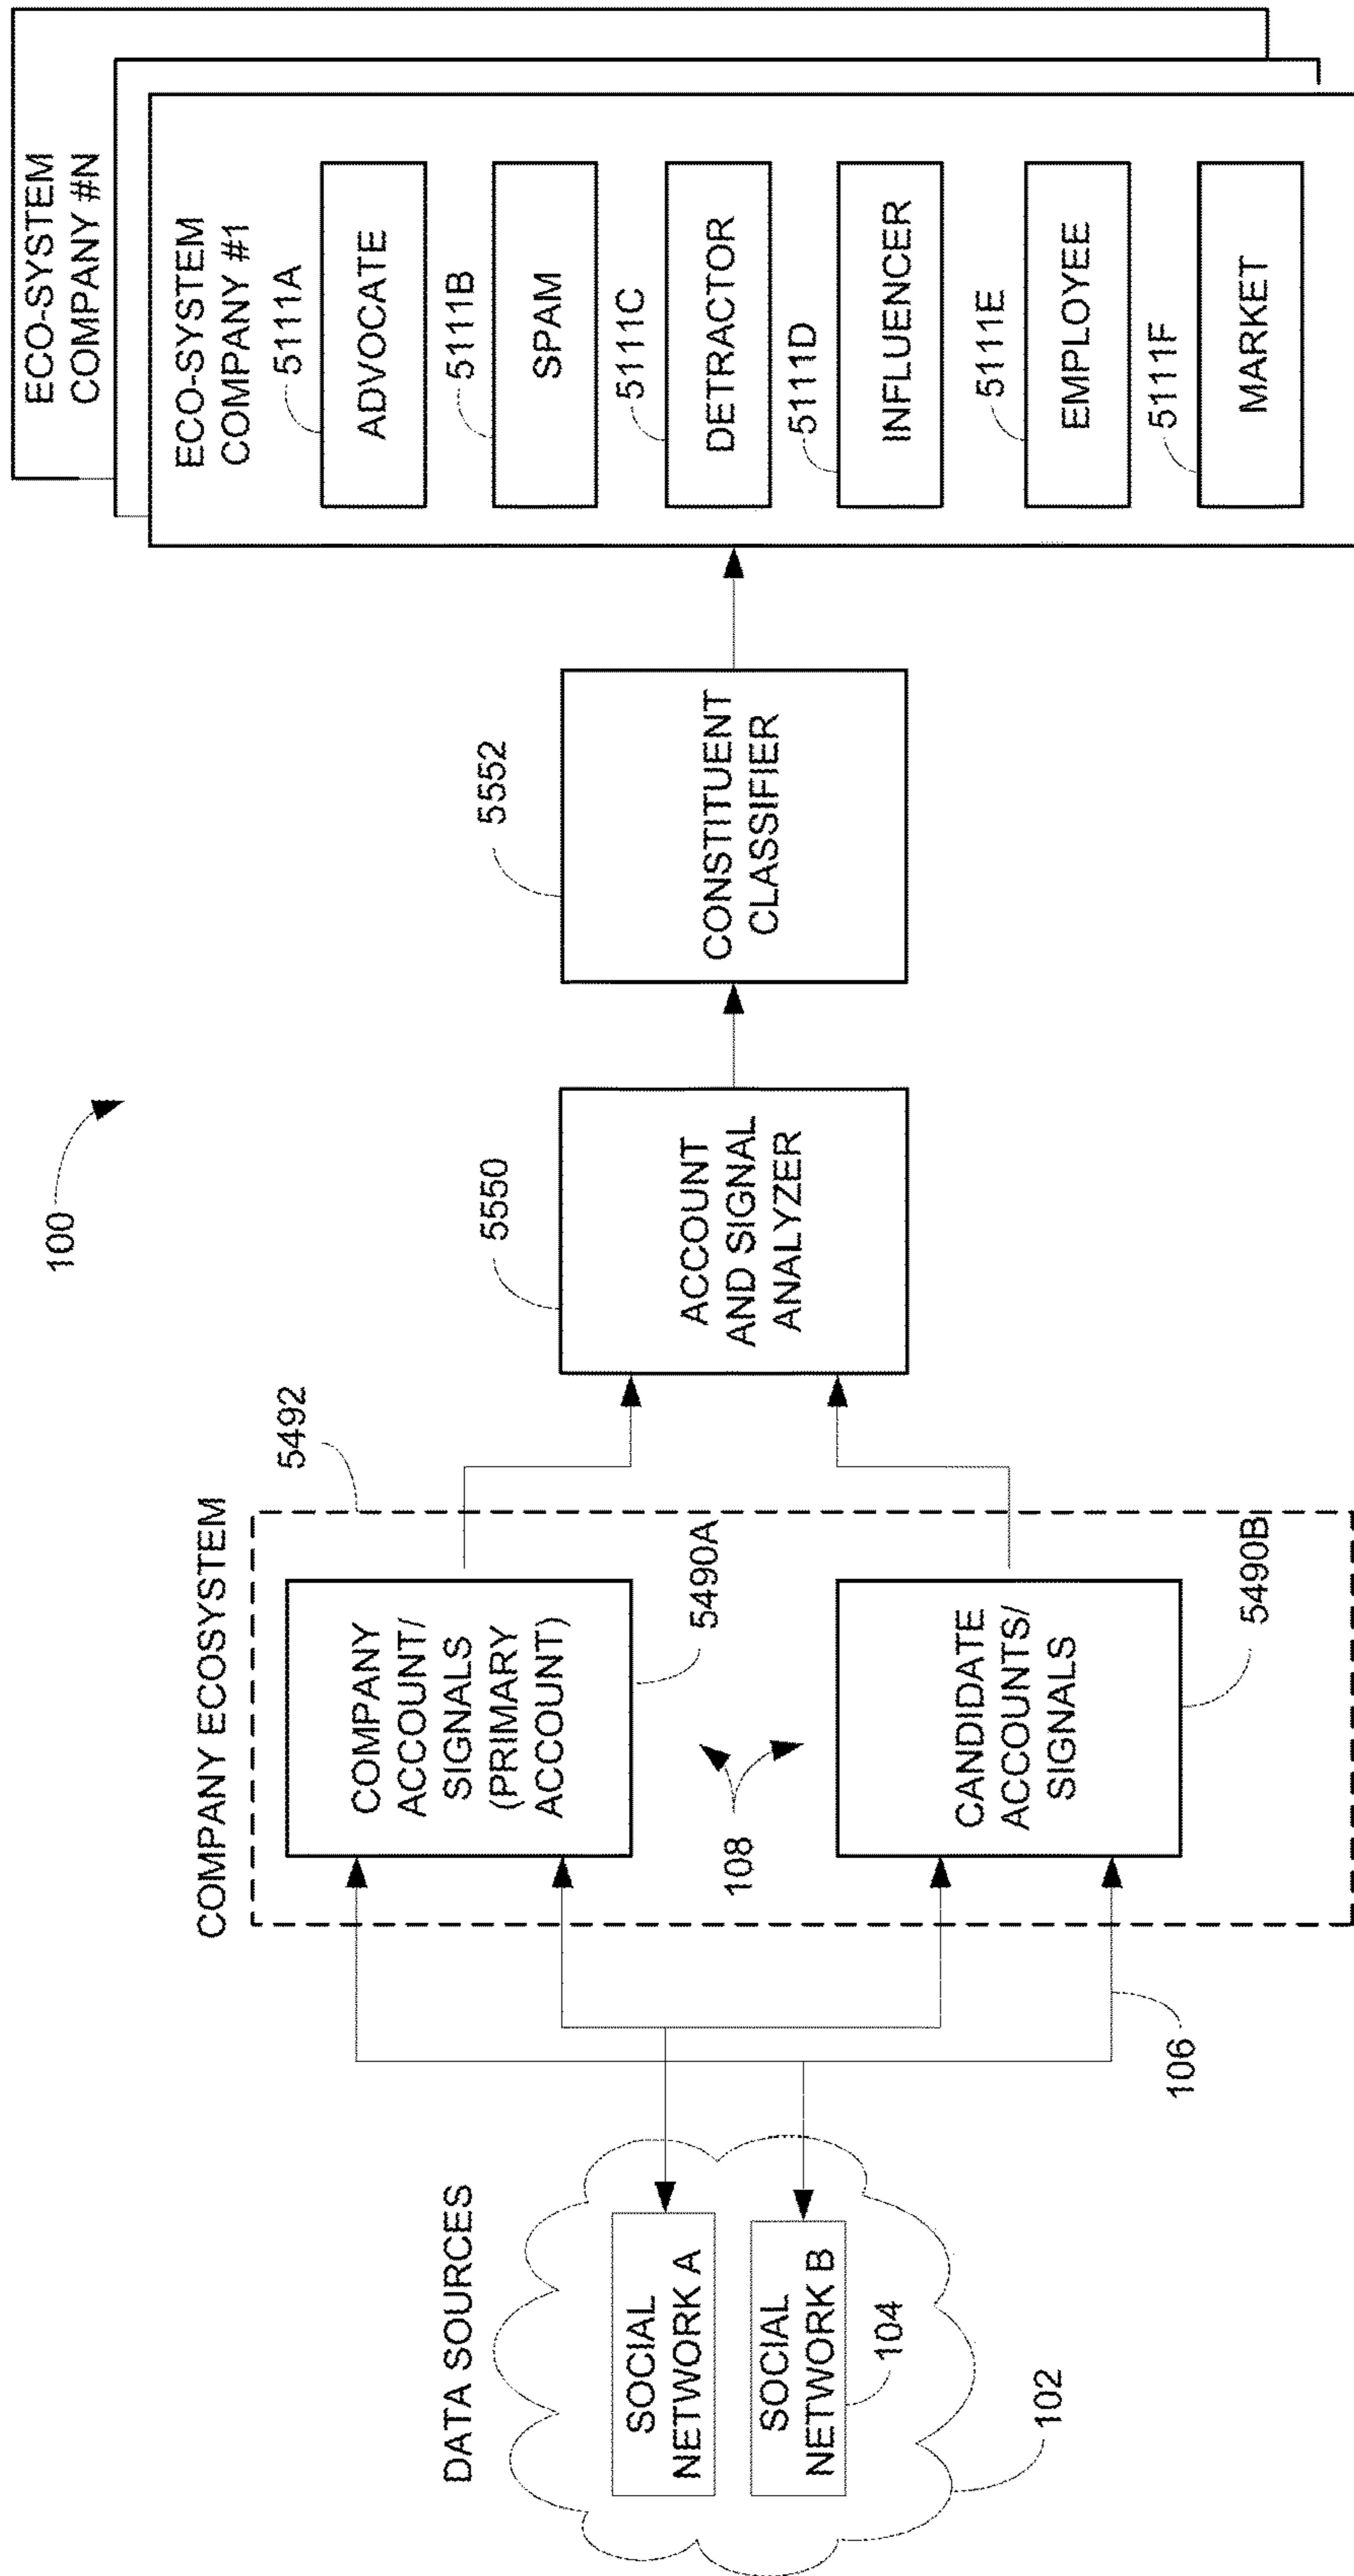 100
DATA SOURCES
SOCIAL
NETWORK A
SOCIAL
NETWORK B
104
102
106
COMPANY ECOSYSTEM
5492
COMPANY
ACCOUNT/
SIGNALS
(PRIMARY
ACCOUNT)
5490A
108
CANDIDATE
ACCOUNTS/
SIGNALS
5490B
5550
ACCOUNT
AND SIGNAL
ANALYZER
5552
CONSTITUENT
CLASSIFIER
ECO-SYSTEM
COMPANY #N
ECO-SYSTEM
COMPANY #1
5111A
ADVOCATE
5111B
SPAM
5111C
DETRACTOR
5111D
INFLUENCER
5111E
EMPLOYEE
5111F
MARKET